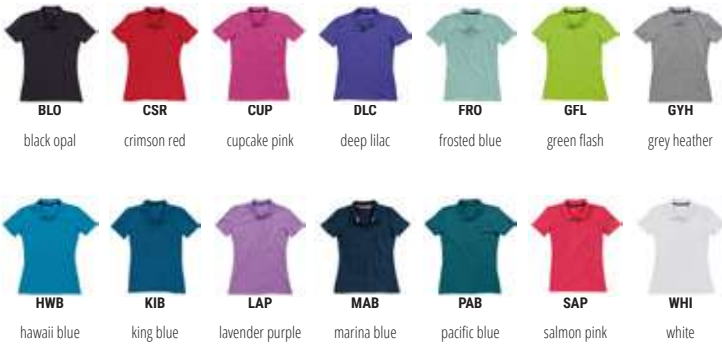 BLO CSR CUP DLC FRO GFL GYH
black opal crimson red cupcake pink deep lilac frosted blue green flash grey heather
HWB KIB LAP MAB PAB SAP WHI
hawaii blue king blue lavender purple marina blue pacific blue salmon pink white